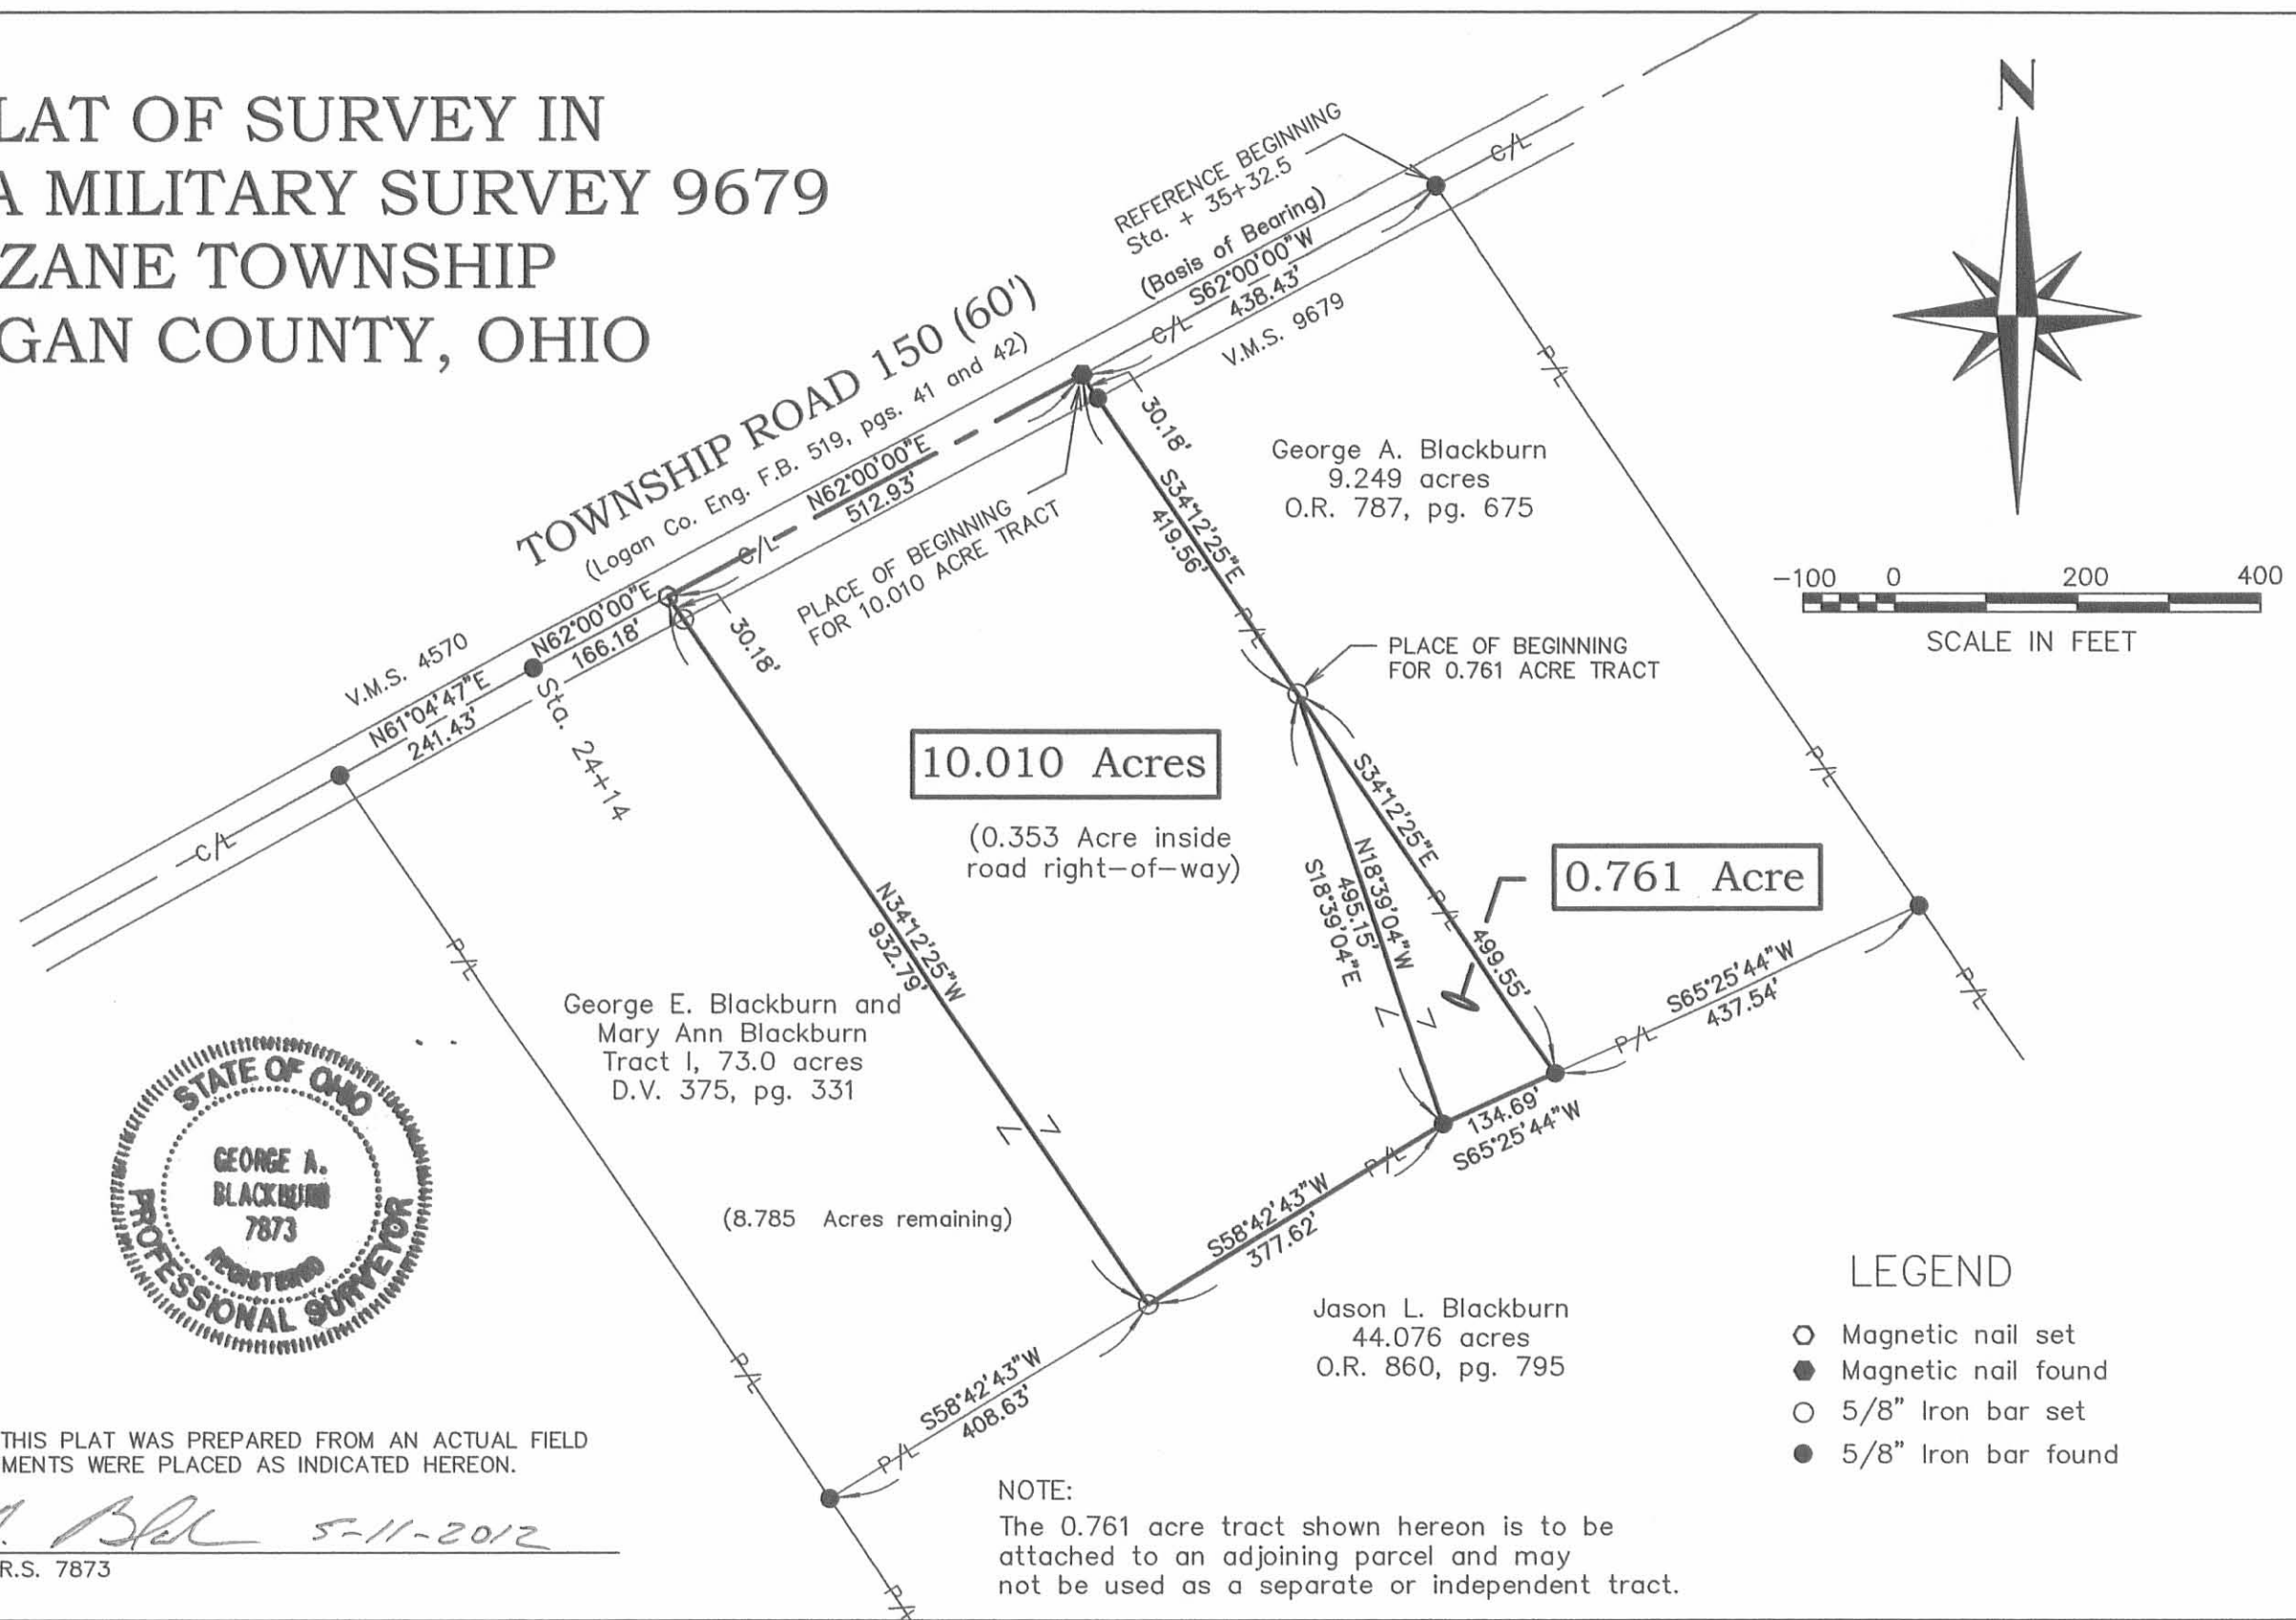 LAT OF SURVEY IN
A MILITARY SURVEY 9679
ZANE TOWNSHIP
GAN COUNTY, OHIO
N
REFERENCE BEGINNING
Sta. + 35+32.5
(Basis of Bearing)
S62°00'00"W
438.43'
C/L
C/L
V.M.S. 9679
TOWNSHIP ROAD 150 (60')
(Logan Co. Eng. F.B. 519, pgs. 41 and 42)
N62°00'00"E
512.93'
C/L
PLACE OF BEGINNING
FOR 10.010 ACRE TRACT
30.18'
S34°12'25"E
419.56'
P/L
George A. Blackburn
9.249 acres
O.R. 787, pg. 675
P/L
P/L
P/L
-100 0 200 400
SCALE IN FEET
PLACE OF BEGINNING
FOR 0.761 ACRE TRACT
V.M.S. 4570
N62°00'00"E
166.18'
30.18'
N61°04'47"E
241.43'
Sta. 24+14
C/L
10.010 Acres
(0.353 Acre inside
road right-of-way)
S34°12'25"E
P/L
499.55'
N18°39'04"W
495.15'
S18°39'04"E
Z
Z
0.761 Acre
S65°25'44"W
437.54'
P/L
N34°12'25"W
932.79'
P/L
George E. Blackburn and
Mary Ann Blackburn
Tract I, 73.0 acres
D.V. 375, pg. 331
Z
Z
134.69'
S65°25'44"W
P/L
S58°42'43"W
377.62'
(8.785 Acres remaining)
STATE OF OHIO
GEORGE A.
BLACKBURN
7873
REGISTERED
PROFESSIONAL SURVEYOR
Jason L. Blackburn
44.076 acres
O.R. 860, pg. 795
P/L
S58°42'43"W
408.63'
P/L
P/L
LEGEND
Magnetic nail set
Magnetic nail found
5/8" Iron bar set
5/8" Iron bar found
THIS PLAT WAS PREPARED FROM AN ACTUAL FIELD
MENTS WERE PLACED AS INDICATED HEREON.
5-11-2012
R.S. 7873
NOTE:
The 0.761 acre tract shown hereon is to be
attached to an adjoining parcel and may
not be used as a separate or independent tract.